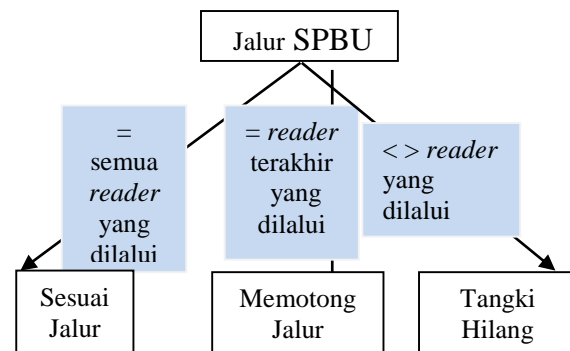 Jalur SPBU
=
semua
reader
yang
dilalui
= reader
terakhir
yang
dilalui
< > reader
yang
dilalui
Sesuai
Jalur
Memotong
Jalur
Tangki
Hilang